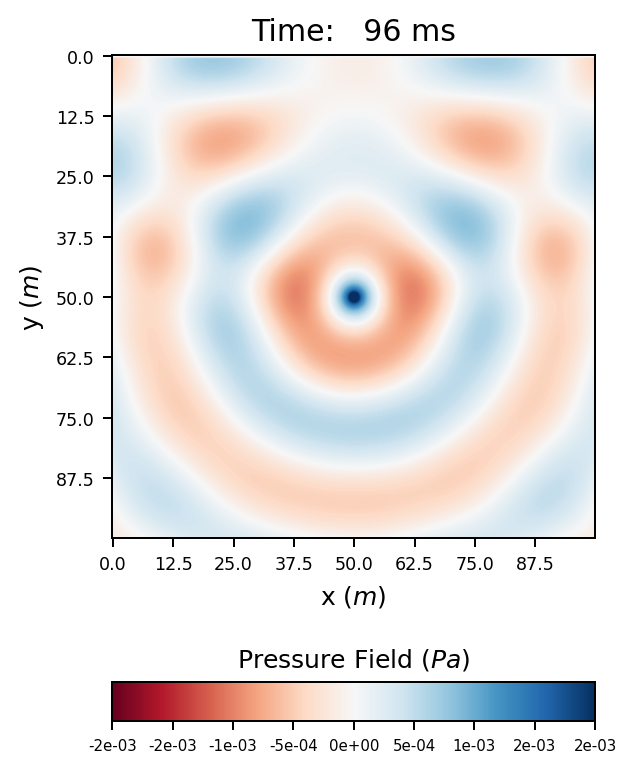 Time: 96 ms
0.0
12.5
25.0
37.5
50.0
62.5
75.0
87.5
y (m)
0.0 12.5 25.0 37.5 50.0 62.5 75.0 87.5
x (m)
Pressure Field (Pa)
-2e-03 -2e-03 -1e-03 -5e-04 0e+00 5e-04 1e-03 2e-03 2e-03